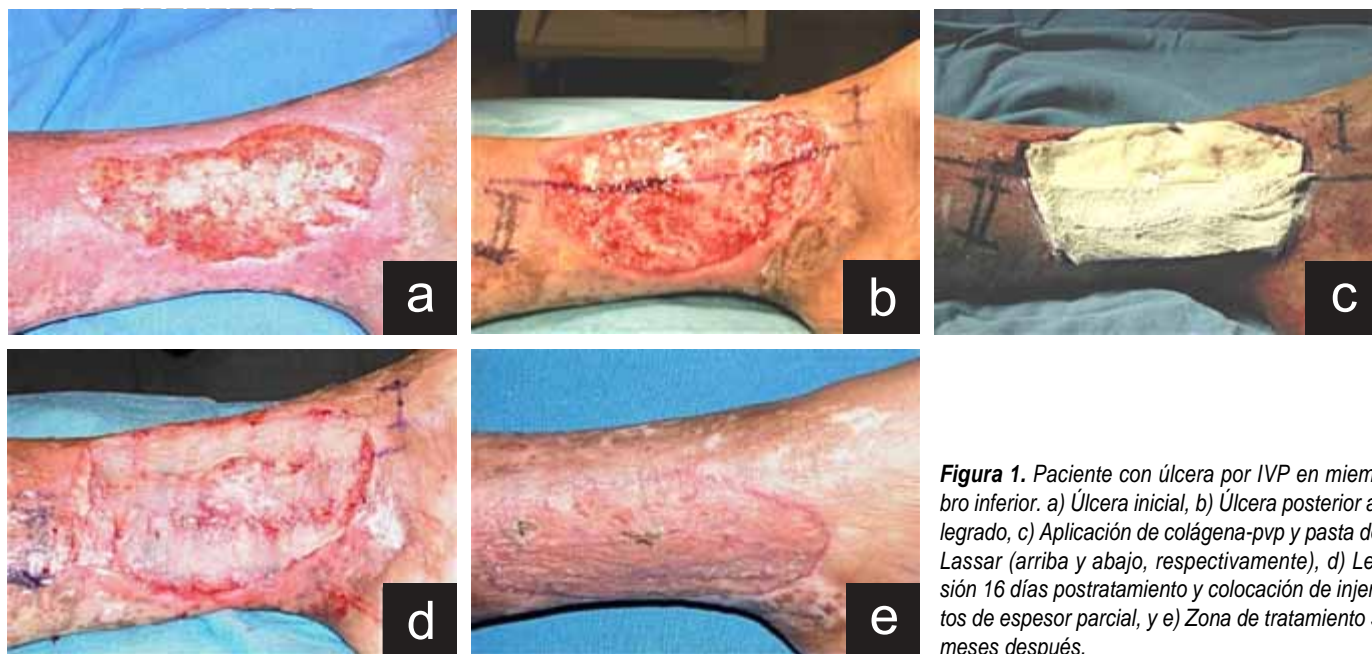 a
I
II
b
I
II
c
I
d
e
Figura 1. Paciente con úlcera por IVP en miem-
bro inferior. a) Úlcera inicial, b) Úlcera posterior a
legrado, c) Aplicación de colágena-pvp y pasta de
Lassar (arriba y abajo, respectivamente), d) Le-
sión 16 días postratamiento y colocación de injer-
tos de espesor parcial, y e) Zona de tratamiento
meses después.